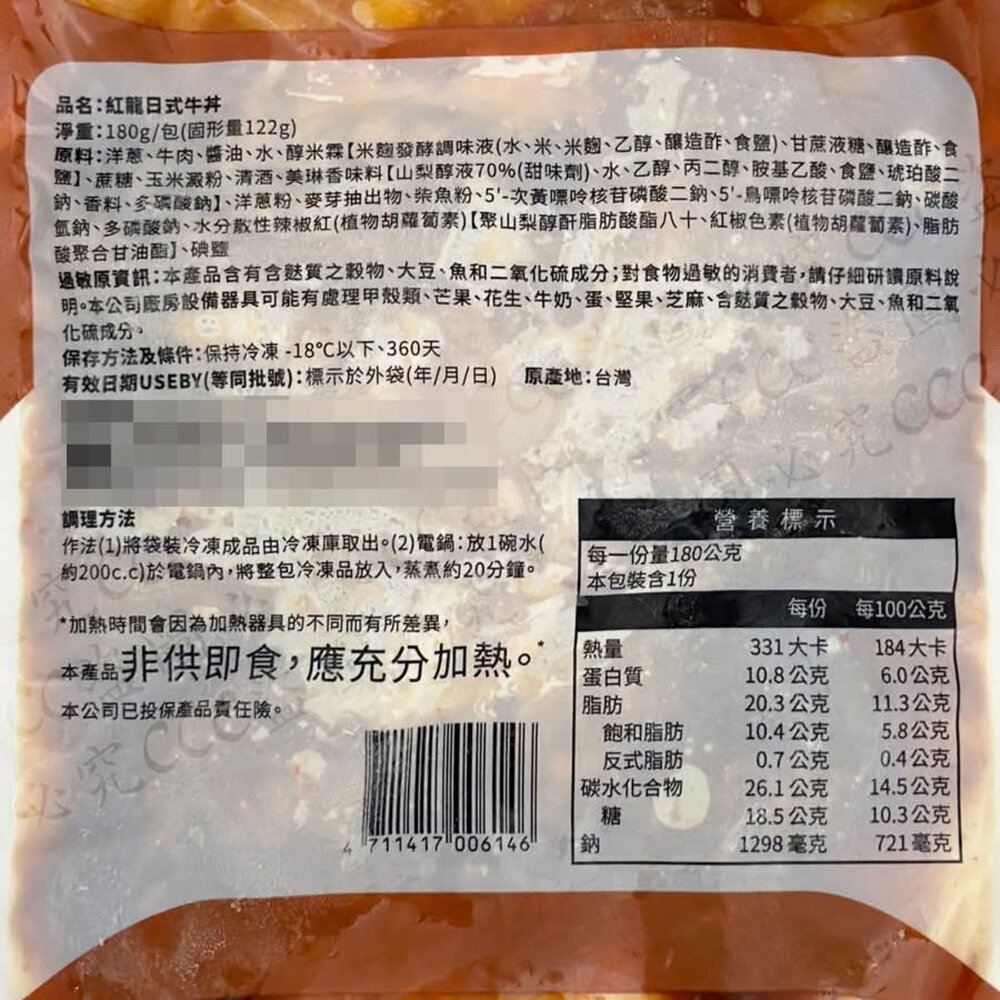 品名:紅龍日式牛丼
淨重:180g/包(固形量122g)
原料:洋蔥、牛肉、醬油、水、醇米霖【米麴發酵調味液(水、米、米麴、乙醇、釀造酢、食鹽)、甘蔗液糖、釀造酢、食
鹽】、蔗糖、玉米澱粉、清酒、美琳香味料【山梨醇液70%(甜味劑)、水、乙醇、丙二醇、胺基乙酸、食鹽、琥珀酸二
鈉、香料、多磷酸鈉】、洋蔥粉、麥芽抽出物、柴魚粉、5'-次黃嘌呤核苷磷酸二鈉、5'-鳥嘌呤核苷磷酸二鈉、碳酸
氫鈉、多磷酸鈉、水分散性辣椒紅(植物胡蘿蔔素)【聚山梨醇酐脂肪酸酯八十、紅椒色素(植物胡蘿蔔素)、脂肪
酸聚合甘油酯】、碘鹽
過敏原資訊:本產品含有含麩質之穀物、大豆、魚和二氧化硫成分;對食物過敏的消費者,請仔細研讀原料說
明。本公司廠房設備器具可能有處理甲殼類、芒果、花生、牛奶、蛋、堅果、芝麻、含麩質之穀物、大豆、魚和二氧
化硫成分。
保存方法及條件:保持冷凍 -18°C以下、360天
有效日期USEBY(等同批號):標示於外袋(年/月/日) 原產地:台灣
調理方法
作法(1)將袋裝冷凍成品由冷凍庫取出。(2)電鍋:放1碗水(
約200c.c)於電鍋內,將整包冷凍品放入,蒸煮約20分鐘。
*加熱時間會因為加熱器具的不同而有所差異,
本產品非供即食,應充分加熱。*
本公司已投保產品責任險。
4 711417 006146
營養標示
每一份量180公克
本包裝含1份
每份 每100公克
熱量 331大卡 184大卡
蛋白質 10.8公克 6.0公克
脂肪 20.3公克 11.3公克
飽和脂肪 10.4公克 5.8公克
反式脂肪 0.7公克 0.4公克
碳水化合物 26.1公克 14.5公克
糖 18.5公克 10.3公克
鈉 1298毫克 721毫克